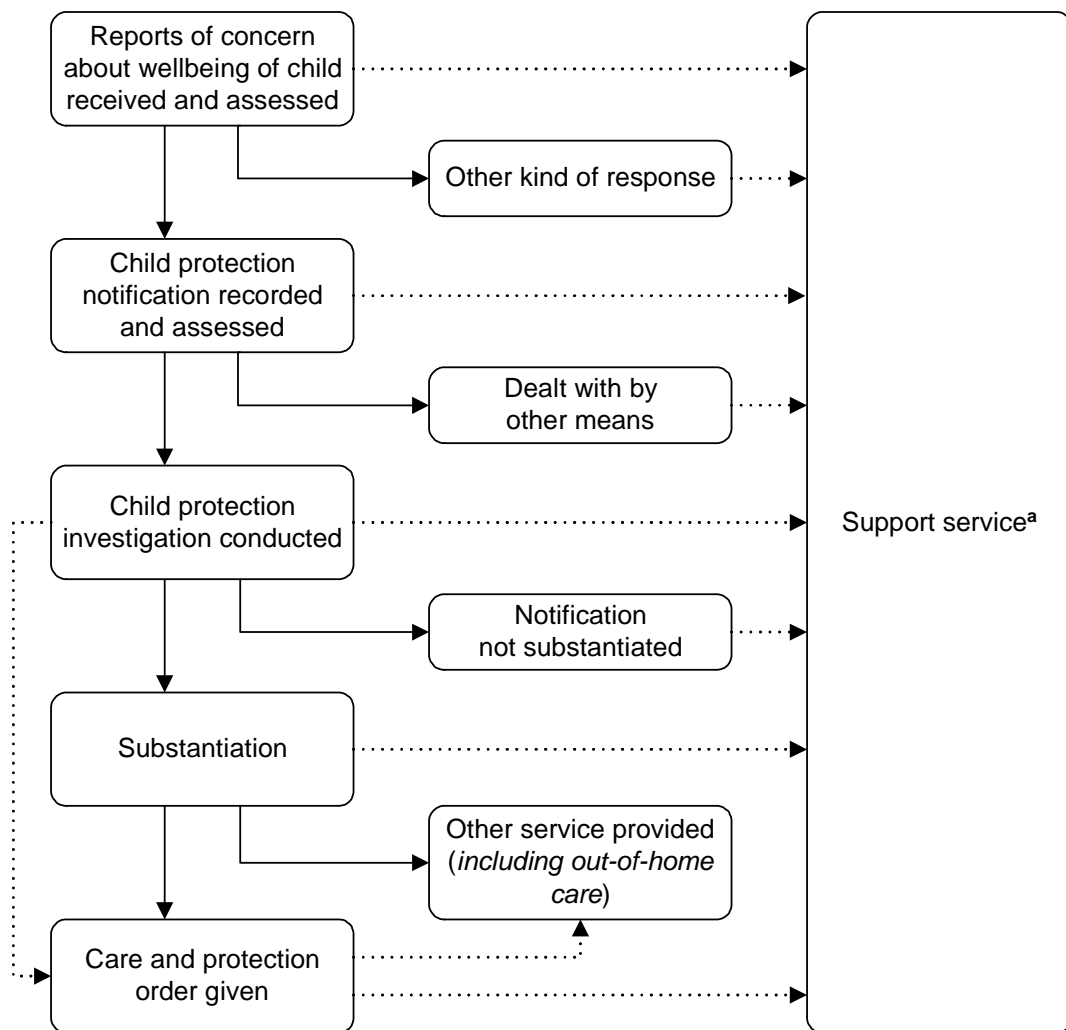 Reports of concern
about wellbeing of child
received and assessed
Other kind of response
Child protection
notification recorded
and assessed
Dealt with by
other means
Child protection
investigation conducted
Support serviceᵃ
Notification
not substantiated
Substantiation
Other service provided
(including out-of-home
care)
Care and protection
order given